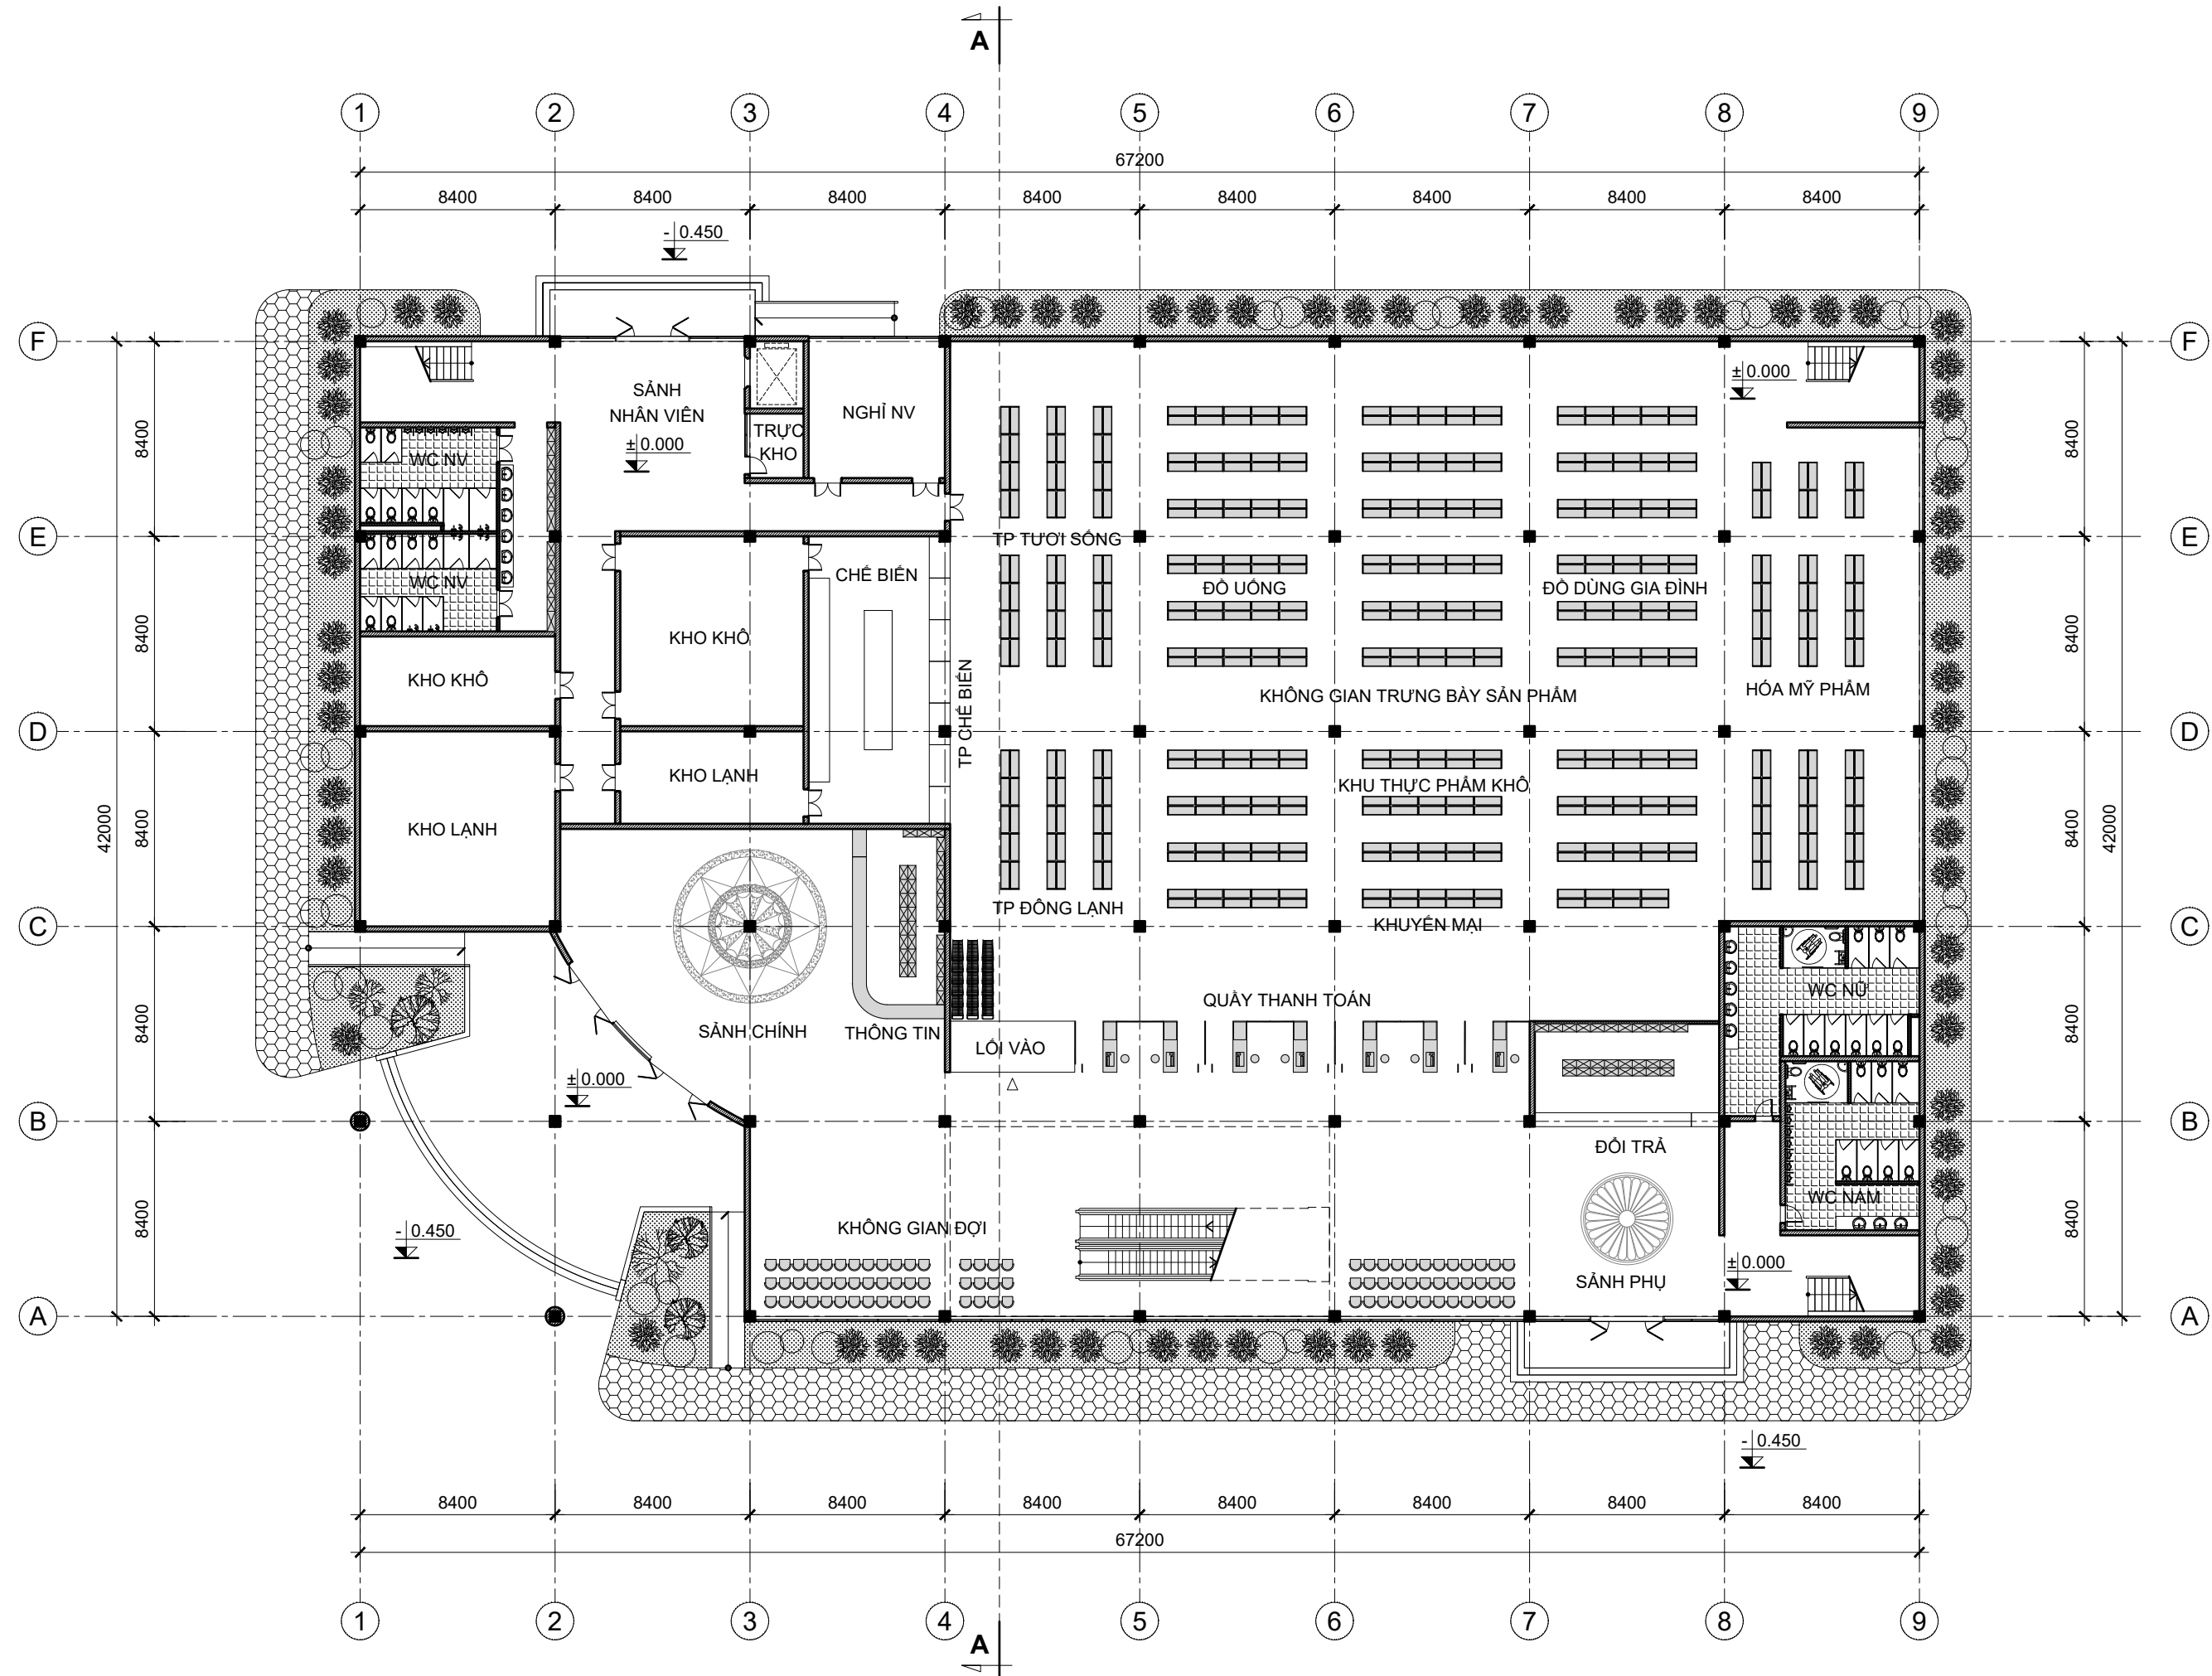 A
1 2 3 4 5 6 7 8 9
67200
8400 8400 8400 8400 8400 8400 8400 8400
- 0.450
F F
± 0.000
SẢNH
NHÂN VIÊN
NGHỈ NV
± 0.000
TRỰC
KHO
8400 8400
WC NV
E E
TP TƯƠI SỐNG
CHẾ BIẾN
WC NV
ĐỒ UỐNG
ĐỒ DÙNG GIA ĐÌNH
8400 8400
KHO KHÔ
KHO KHÔ
TP CHẾ BIẾN
KHÔNG GIAN TRƯNG BÀY SẢN PHẨM
HÓA MỸ PHẨM
D D
KHO LẠNH
KHU THỰC PHẨM KHÔ
42000 8400 8400 42000
KHO LẠNH
TP ĐÔNG LẠNH
C C
KHUYẾN MẠI
WC NỮ
QUẦY THANH TOÁN
8400 8400
SẢNH CHÍNH
THÔNG TIN
LỐI VÀO
± 0.000
B B
ĐỔI TRẢ
WC NAM
8400 8400
KHÔNG GIAN ĐỢI
- 0.450
± 0.000
SẢNH PHỤ
A A
- 0.450
8400 8400 8400 8400 8400 8400 8400 8400
67200
1 2 3 4 5 6 7 8 9
A